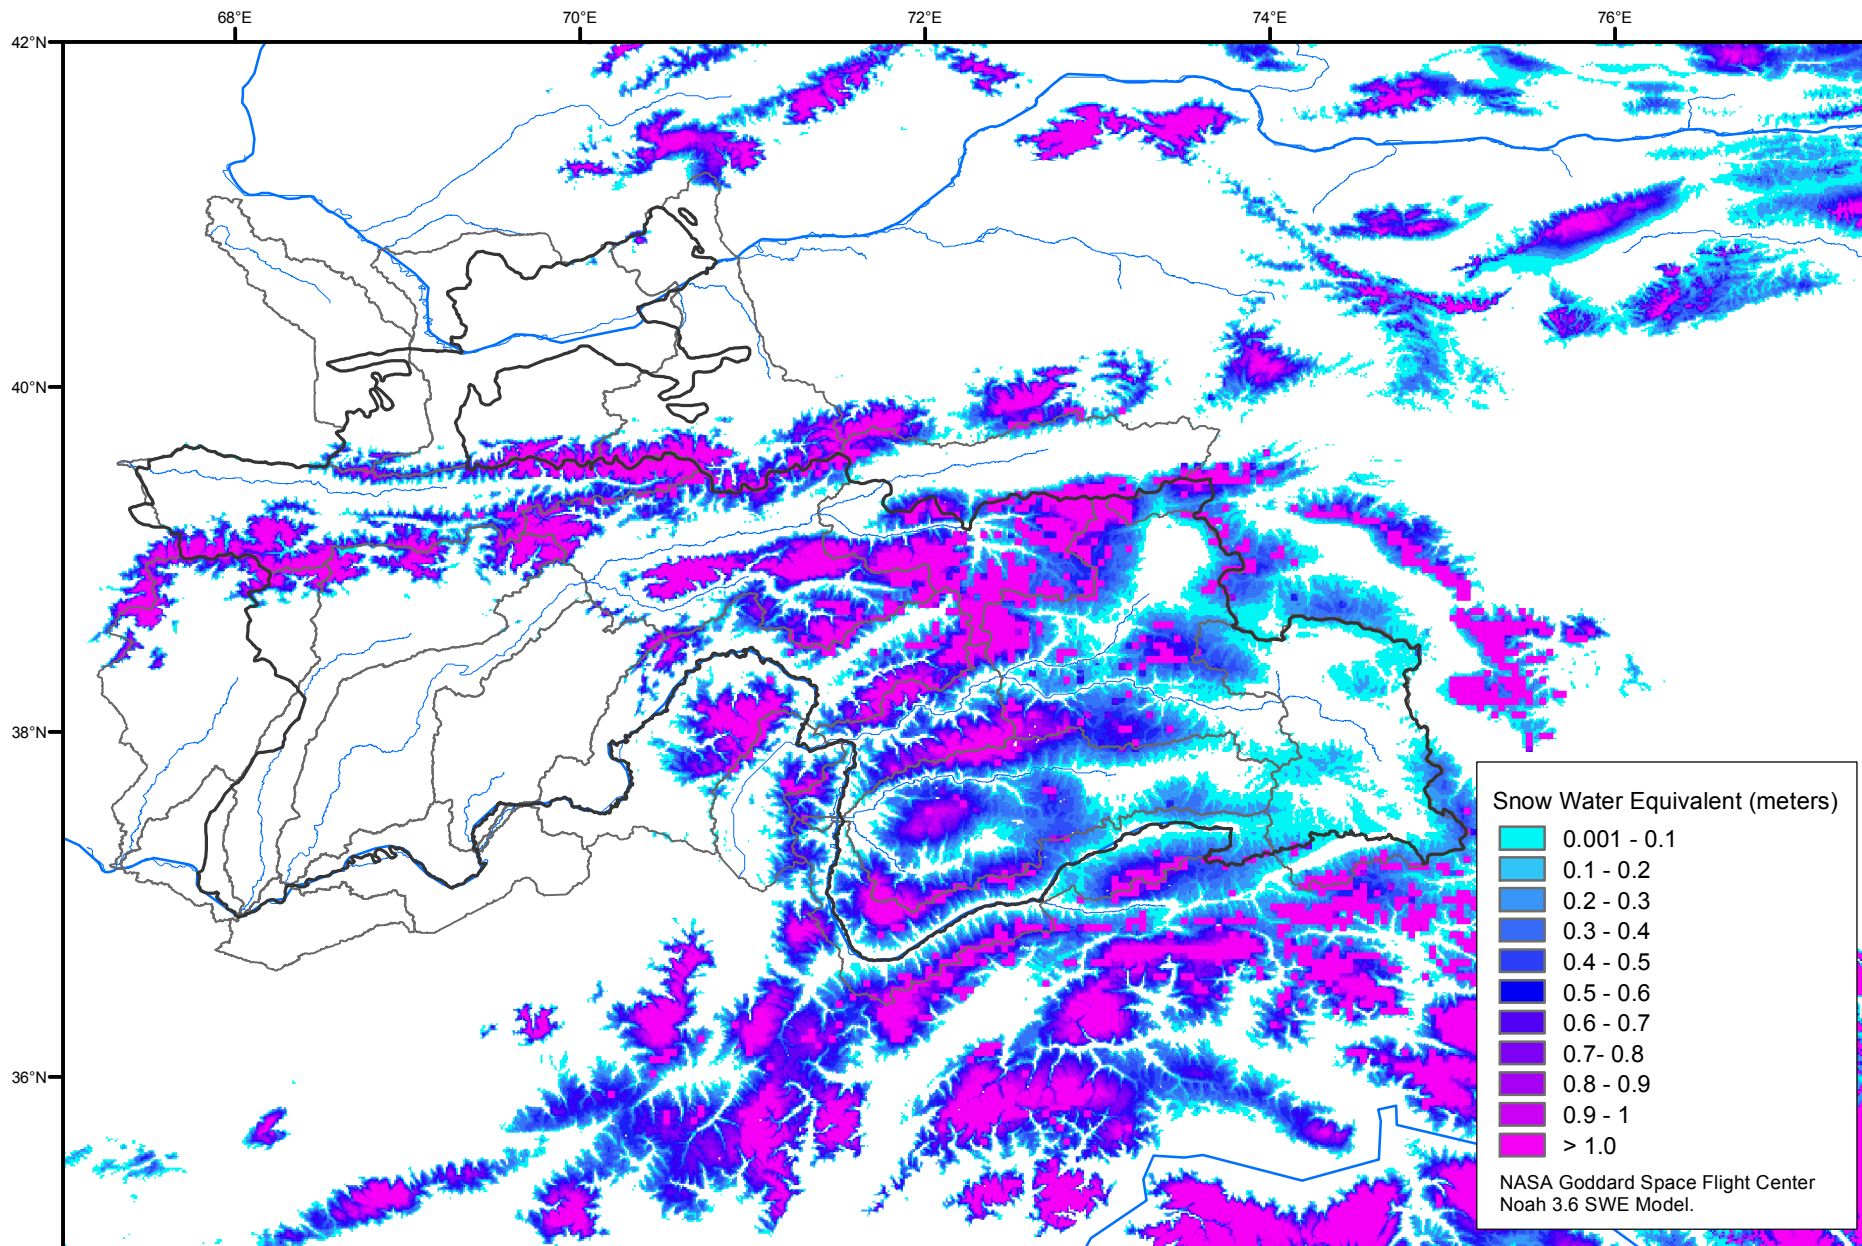 68°E 70°E 72°E 74°E 76°E
42°N
40°N
38°N
36°N
Snow Water Equivalent (meters)
0.001 - 0.1
0.1 - 0.2
0.2 - 0.3
0.3 - 0.4
0.4 - 0.5
0.5 - 0.6
0.6 - 0.7
0.7- 0.8
0.8 - 0.9
0.9 - 1
> 1.0
NASA Goddard Space Flight Center
Noah 3.6 SWE Model.